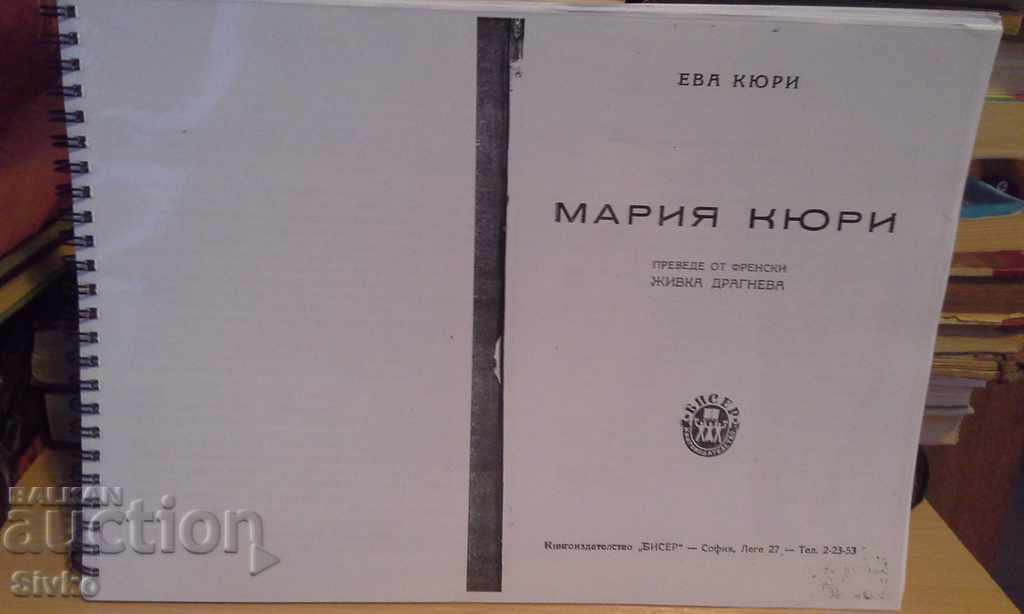 ЕВА КЮРИ
МАРИЯ КЮРИ
ПРЕВЕДЕ ОТ ФРЕНСКИ
ЖИВКА ДРАГНЕВА
БИСЕР
КНИГОИЗДАТЕЛСТВО
Книгоиздателство „БИСЕР" — София, Леге 27 — Тел. 2-23-53
BALKAN
auction
Sivko